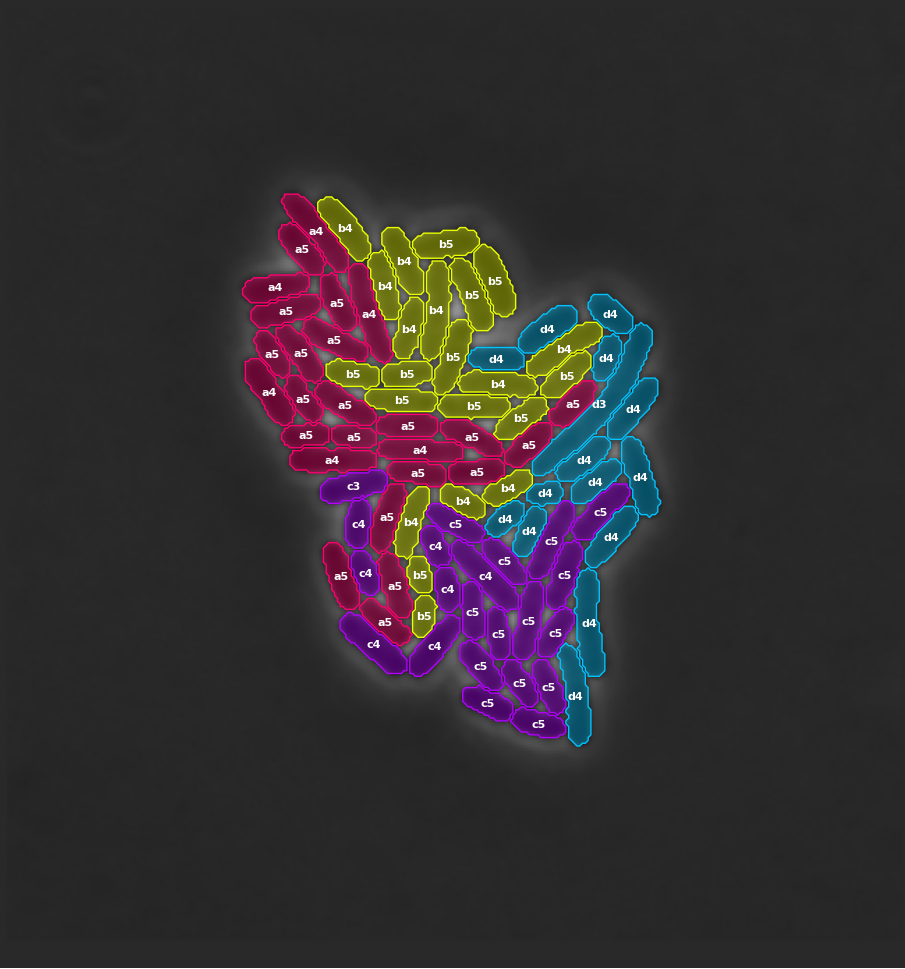 a4 b4
a5 b4 b5
a4 b4 b5 b5
a5 a5 a4 b4 b4 d4
a5 a5 a5 b4 b5 d4 d4 b4 d4
a4 a5 a5 b5 b5 b4 b5
b5 b5 b5 a5 d3 d4
a5 a5 a5 a5 a5
a4 a4 a5 a5 d4
c3 b4 b4 d4 d4 d4
c4 a5 b4 c5 d4 d4 c5
c4 c5 c5 d4
a5 c4 a5 b5 c4 c4 c5
a5 b5 c5 c5 c5 c5 d4
c4 c4 c5
c5 c5 c5 d4
c5 c5